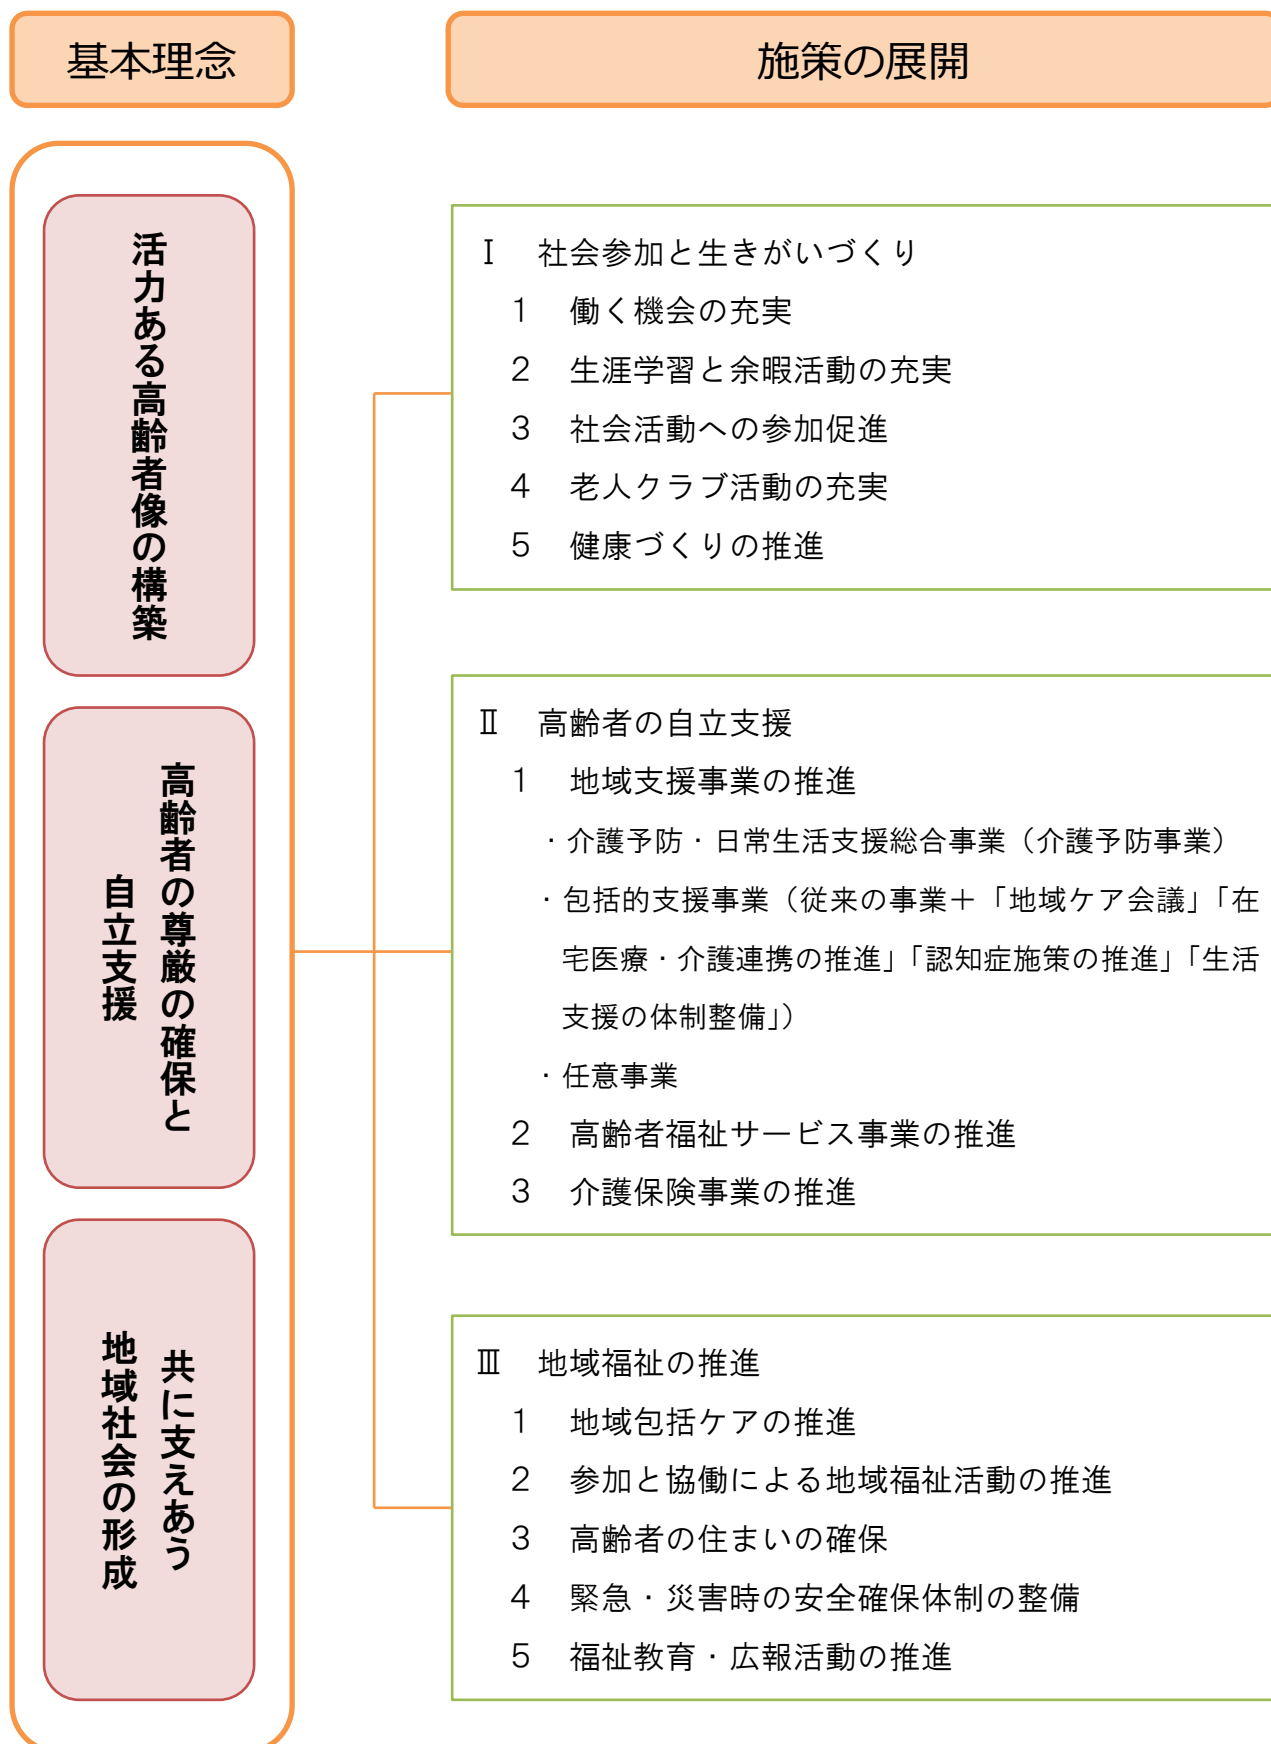 基本理念
施策の展開
活力ある高齢者像の構築
高齢者の尊厳の確保と
自立支援
共に支えあう
地域社会の形成
Ⅰ　社会参加と生きがいづくり
1　働く機会の充実
2　生涯学習と余暇活動の充実
3　社会活動への参加促進
4　老人クラブ活動の充実
5　健康づくりの推進
Ⅱ　高齢者の自立支援
1　地域支援事業の推進
・介護予防・日常生活支援総合事業（介護予防事業）
・包括的支援事業（従来の事業＋「地域ケア会議」「在
宅医療・介護連携の推進」「認知症施策の推進」「生活
支援の体制整備」）
・任意事業
2　高齢者福祉サービス事業の推進
3　介護保険事業の推進
Ⅲ　地域福祉の推進
1　地域包括ケアの推進
2　参加と協働による地域福祉活動の推進
3　高齢者の住まいの確保
4　緊急・災害時の安全確保体制の整備
5　福祉教育・広報活動の推進